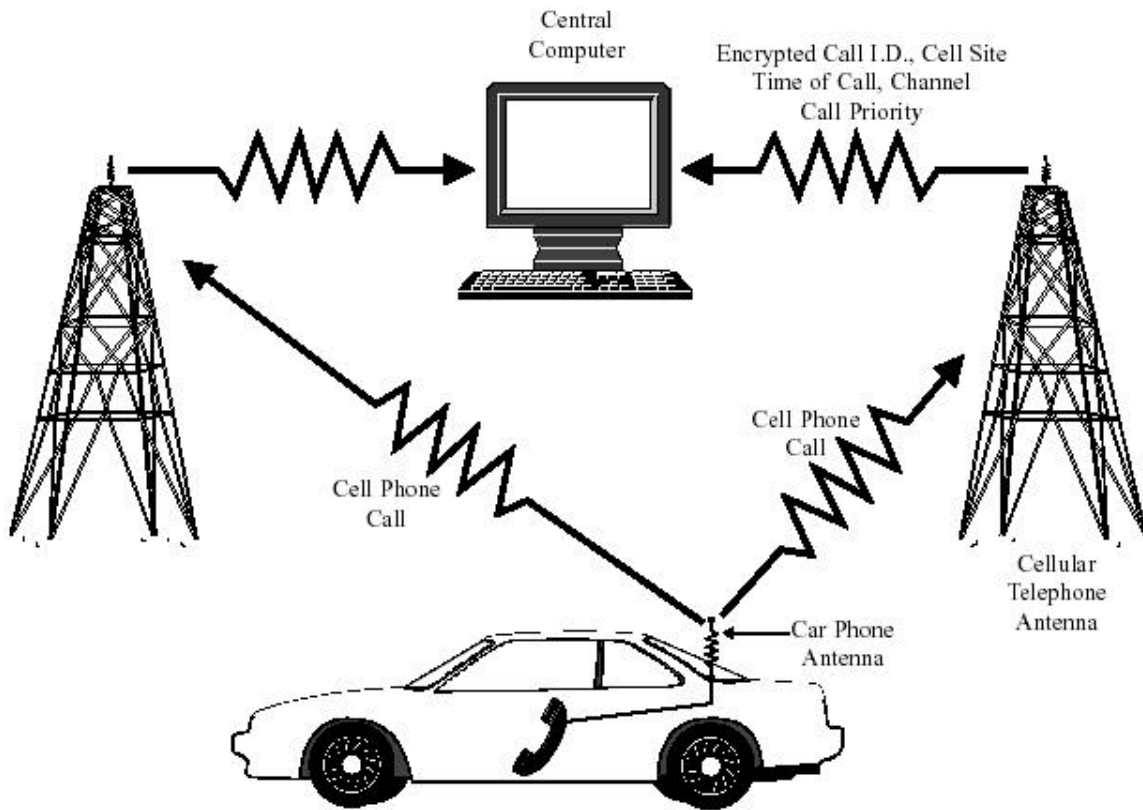 Central
Computer
Encrypted Call I.D., Cell Site
Time of Call, Channel
Call Priority
Cell Phone
Call
Cell Phone
Call
Cellular
Telephone
Antenna
Car Phone
Antenna